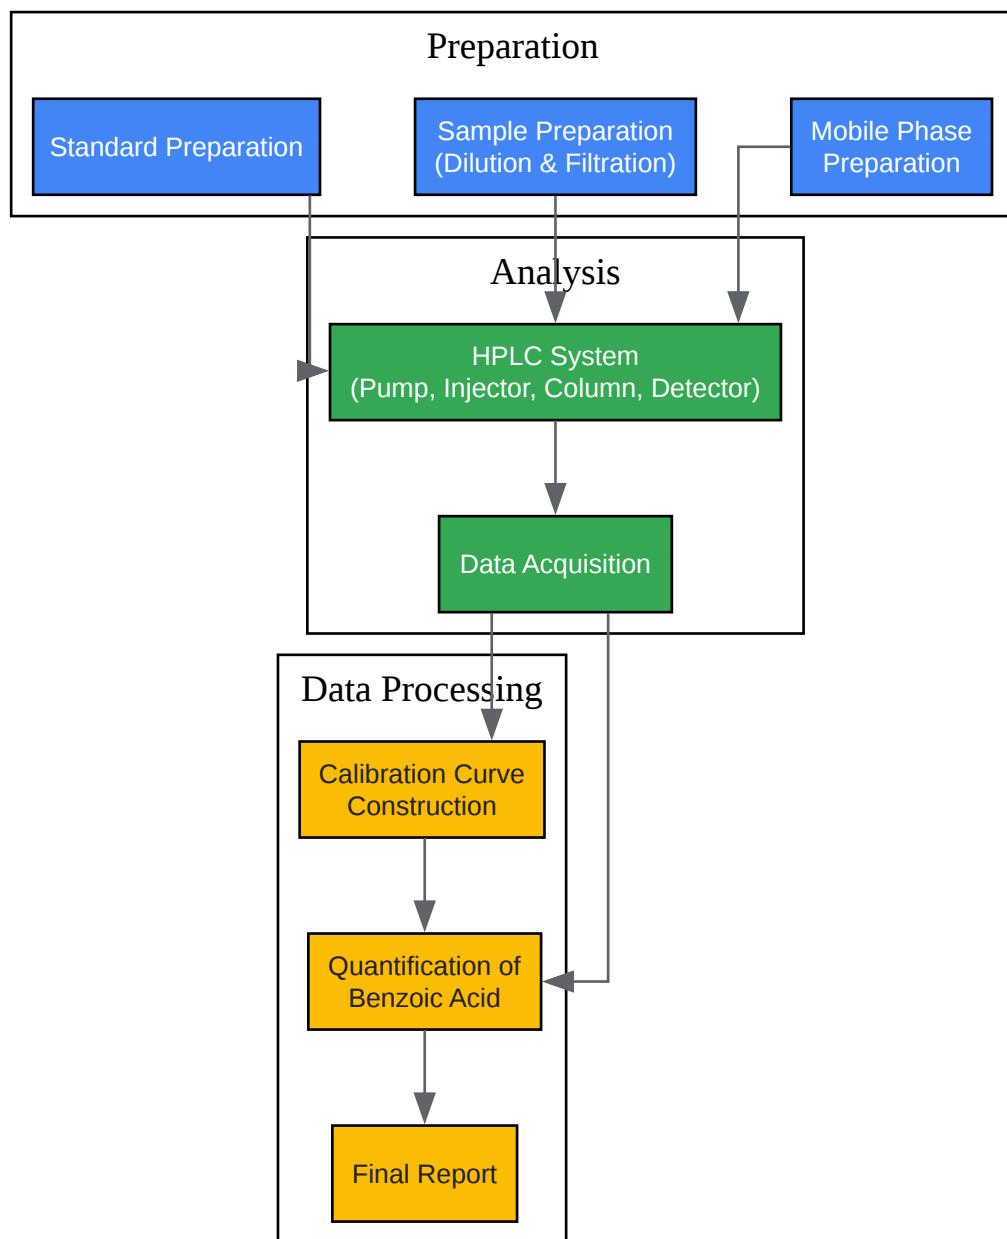 Preparation
Standard Preparation
Sample Preparation
(Dilution & Filtration)
Mobile Phase
Preparation
Analysis
HPLC System
(Pump, Injector, Column, Detector)
Data Acquisition
Data Processing
Calibration Curve
Construction
Quantification of
Benzoic Acid
Final Report